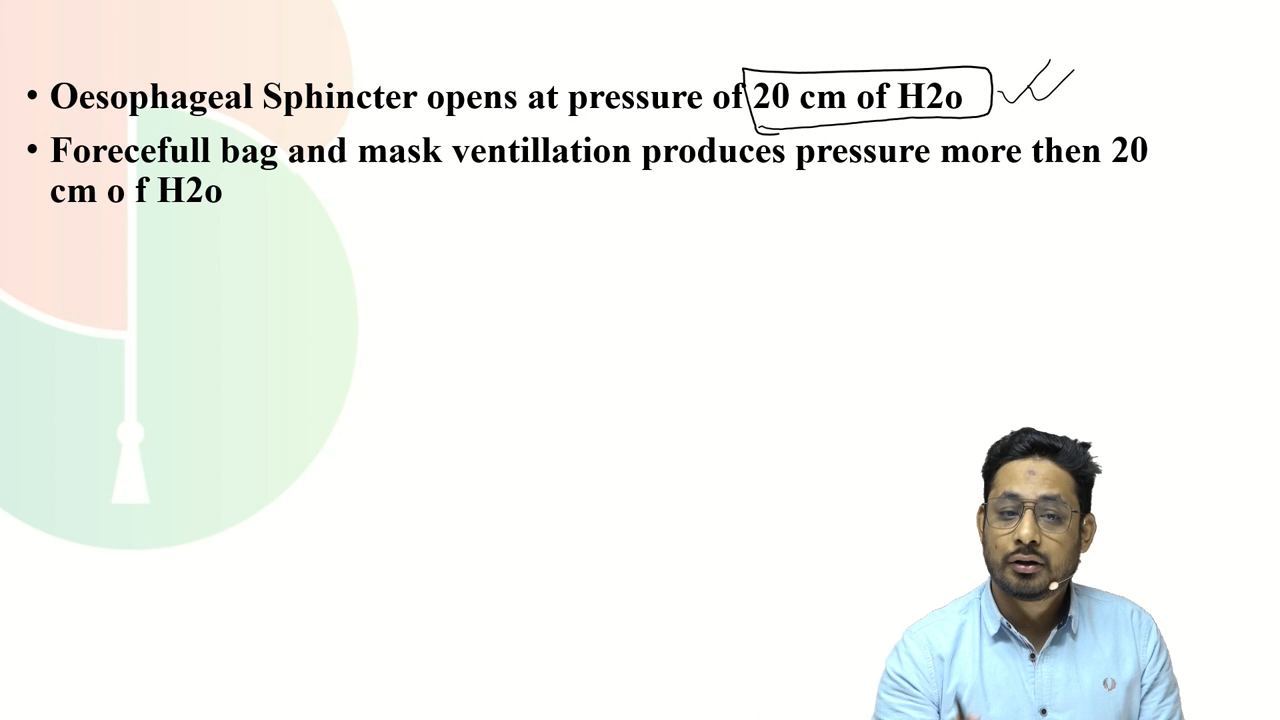 • Oesophageal Sphincter opens at pressure of 20 cm of H2o
• Forecefull bag and mask ventillation produces pressure more then 20
cm o f H2o